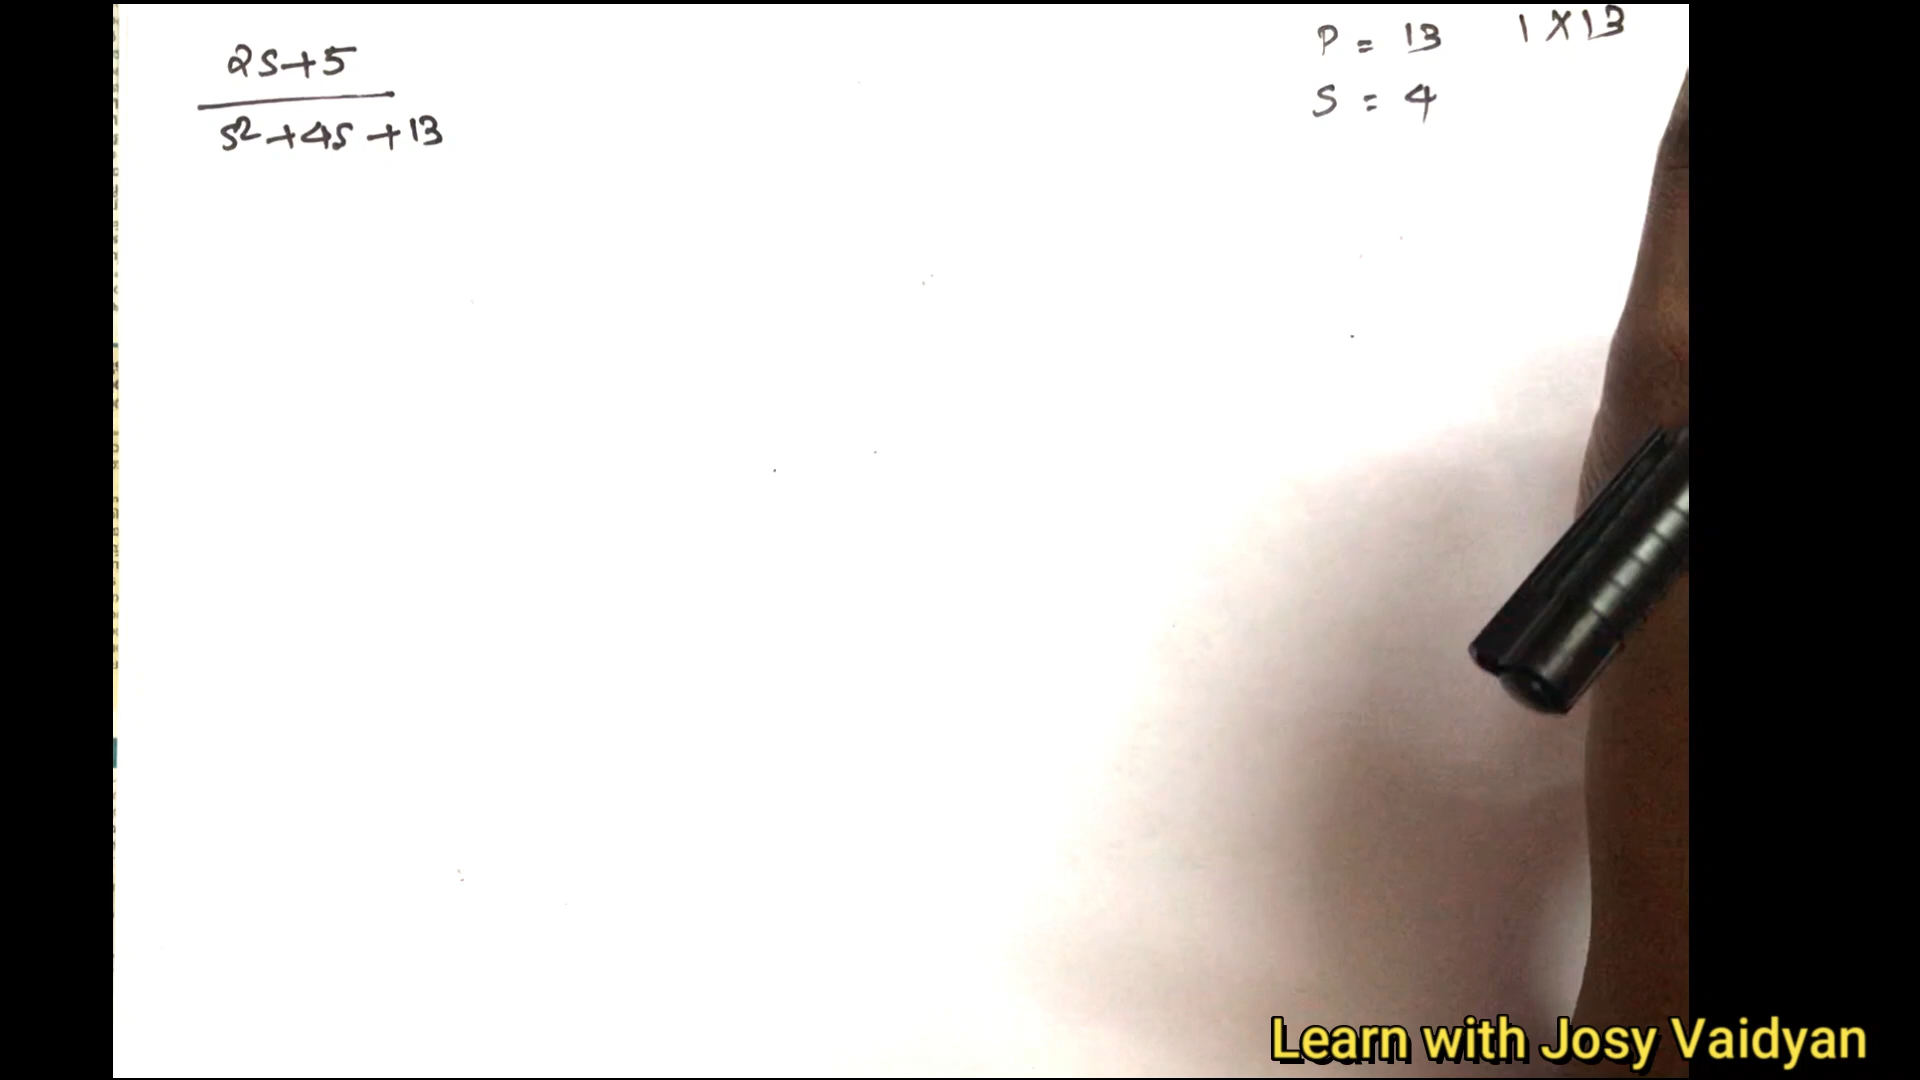 2s+5
s²+4s+13
P = 13 1×13
S = 4
Learn with Josy Vaidyan